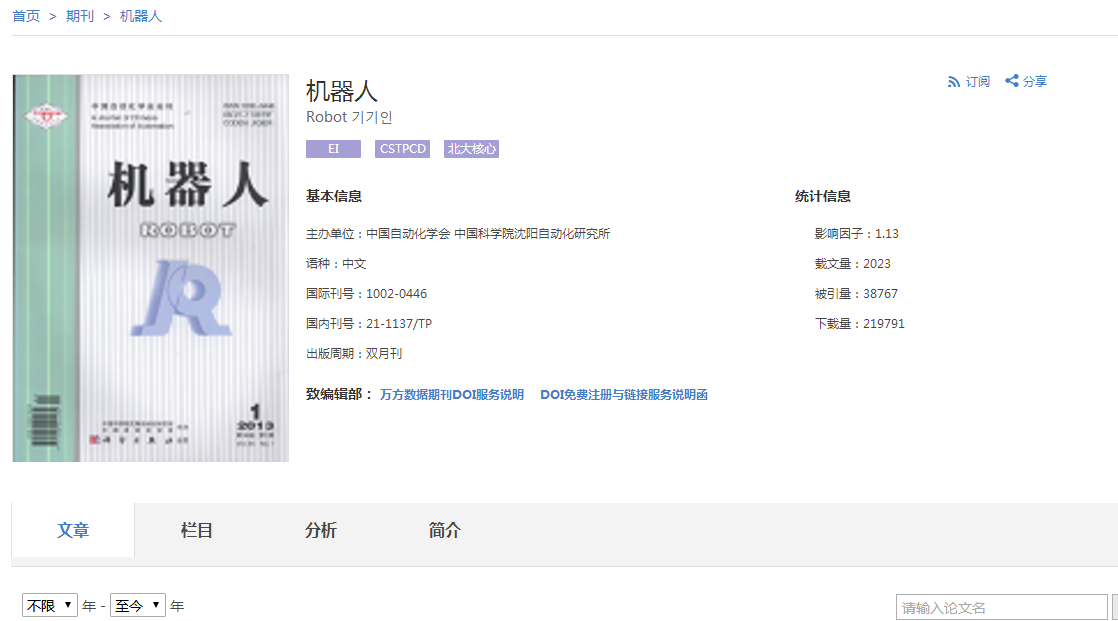 首页 > 期刊 > 机器人
订阅 分享
机器人
Robot 기기인
EI CSTPCD 北大核心
基本信息
主办单位：中国自动化学会 中国科学院沈阳自动化研究所
语种：中文
国际刊号：1002-0446
国内刊号：21-1137/TP
出版周期：双月刊
统计信息
影响因子：1.13
载文量：2023
被引量：38767
下载量：219791
致编辑部： 万方数据期刊DOI服务说明 DOI免费注册与链接服务说明函
机器人
ROBOT
1
2013
文章 栏目 分析 简介
不限 年 - 至今 年
请输入论文名